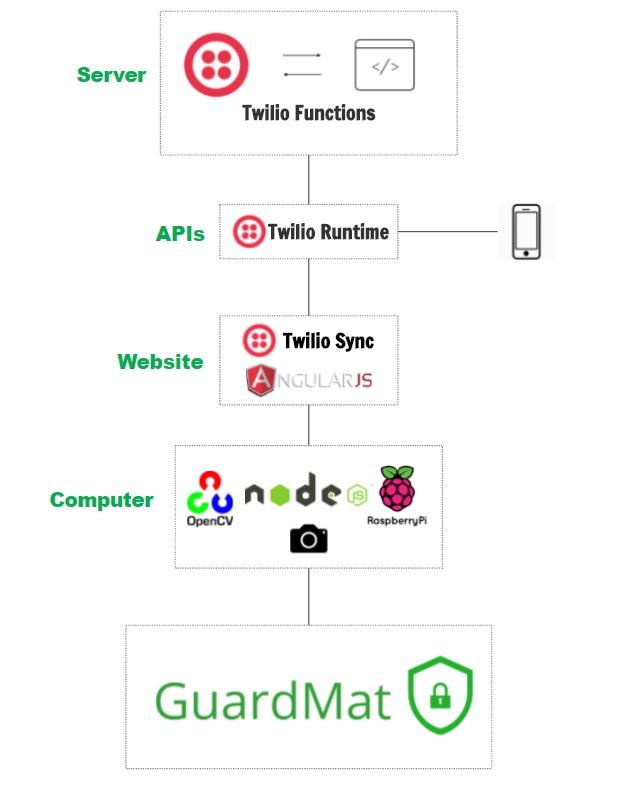 Server
</>
Twilio Functions
APIs
Twilio Runtime
Website
Twilio Sync
ANGULARJS
Computer
OpenCV
node JS
RaspberryPi
GuardMat